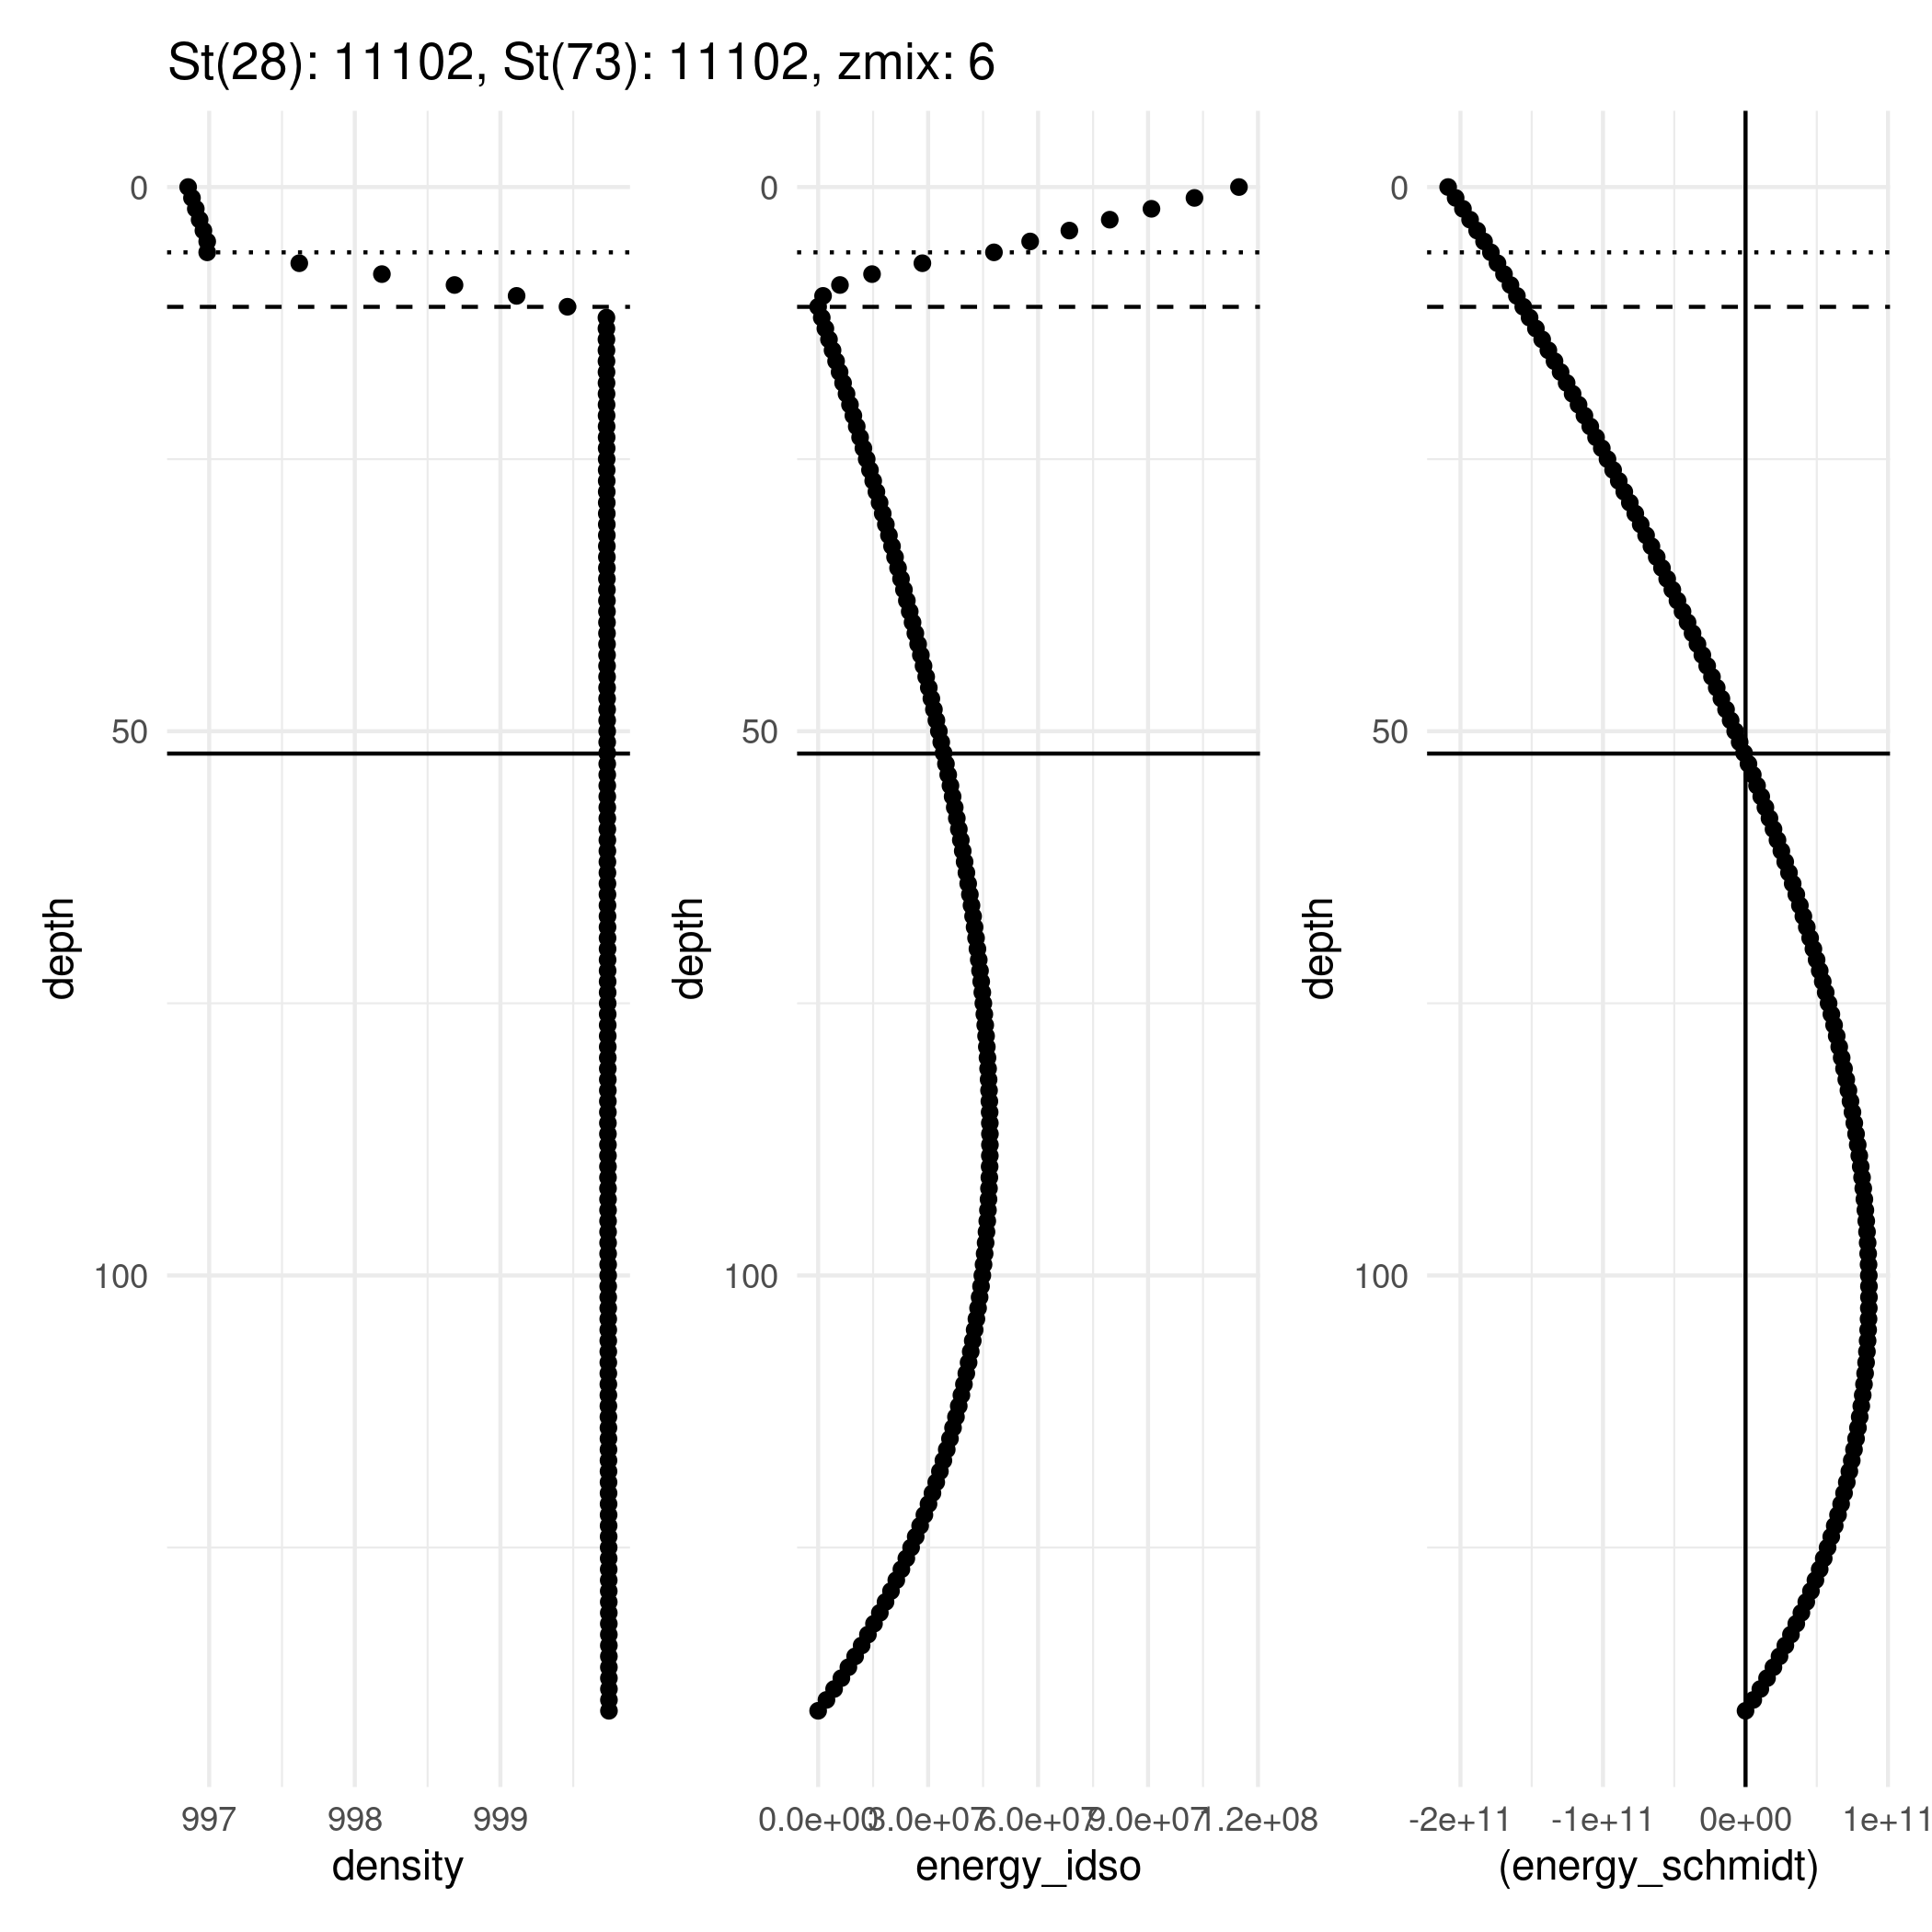 St(28): 11102, St(73): 11102, zmix: 6
0
50
100
depth
997
998
999
density
0
50
100
depth
0.0e+00
3.0e+07
6.0e+07
9.0e+07
1.2e+08
energy_idso
0
50
100
depth
-2e+11
-1e+11
0e+00
1e+11
(energy_schmidt)